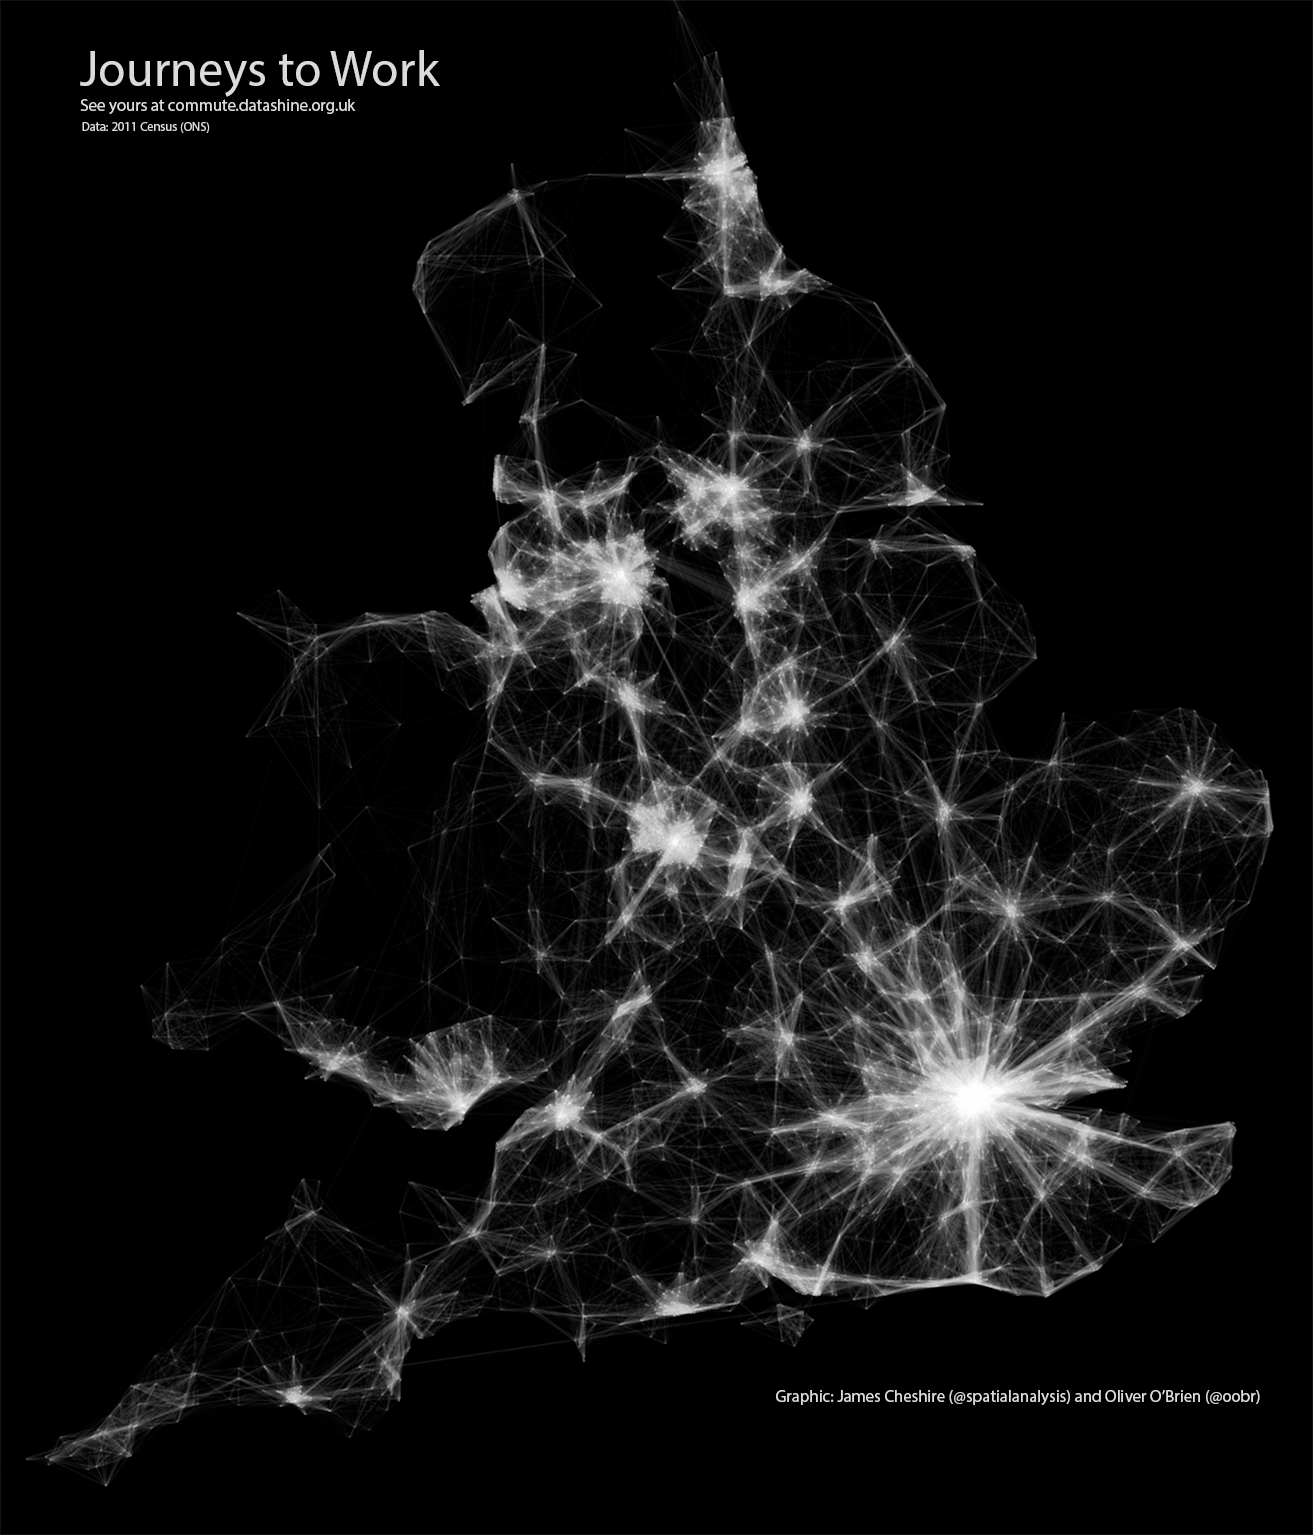 Journeys to Work
See yours at commute.datashine.org.uk
Data: 2011 Census (ONS)
Graphic: James Cheshire (@spatialanalysis) and Oliver O’Brien (@oobr)